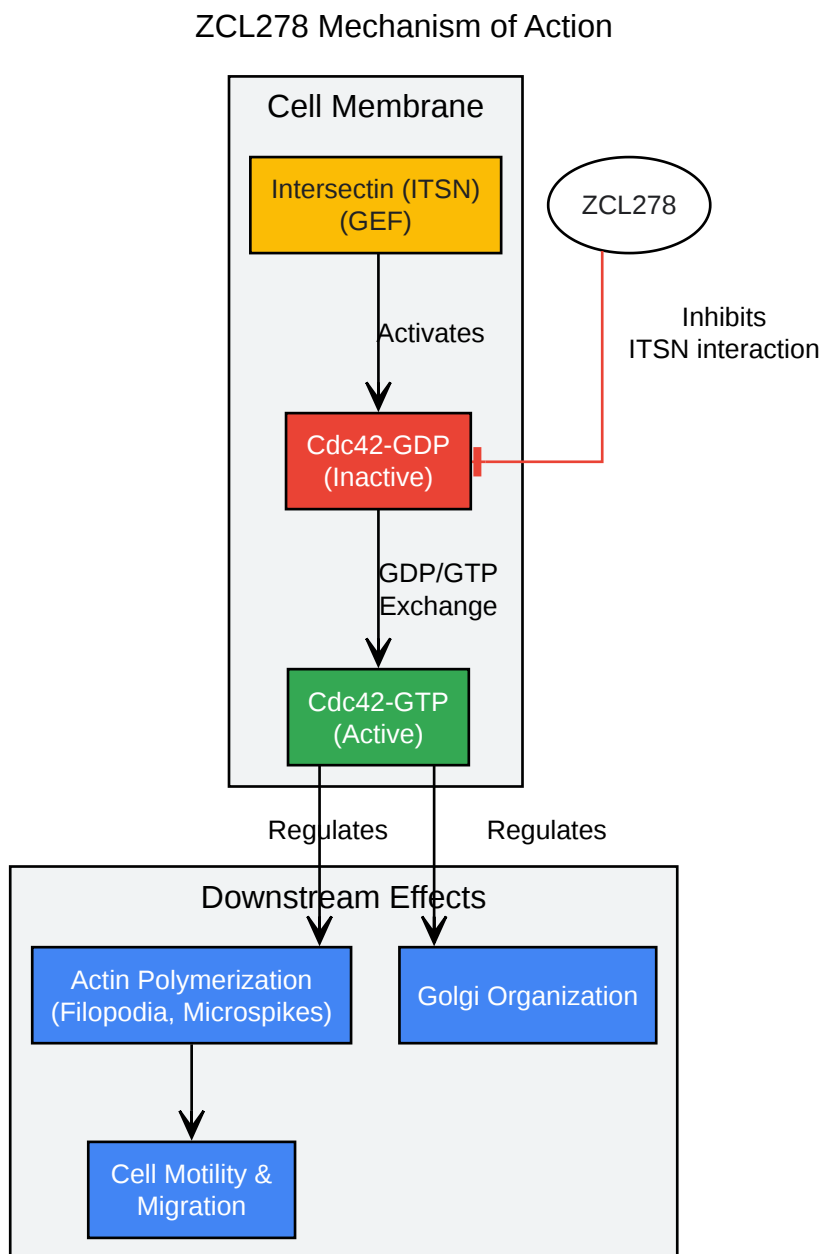 ZCL278 Mechanism of Action
Cell Membrane
Intersectin (ITSN)
(GEF)
ZCL278
Activates
Inhibits
ITSN interaction
Cdc42-GDP
(Inactive)
GDP/GTP
Exchange
Cdc42-GTP
(Active)
Regulates
Regulates
Downstream Effects
Actin Polymerization
(Filopodia, Microspikes)
Golgi Organization
Cell Motility &
Migration